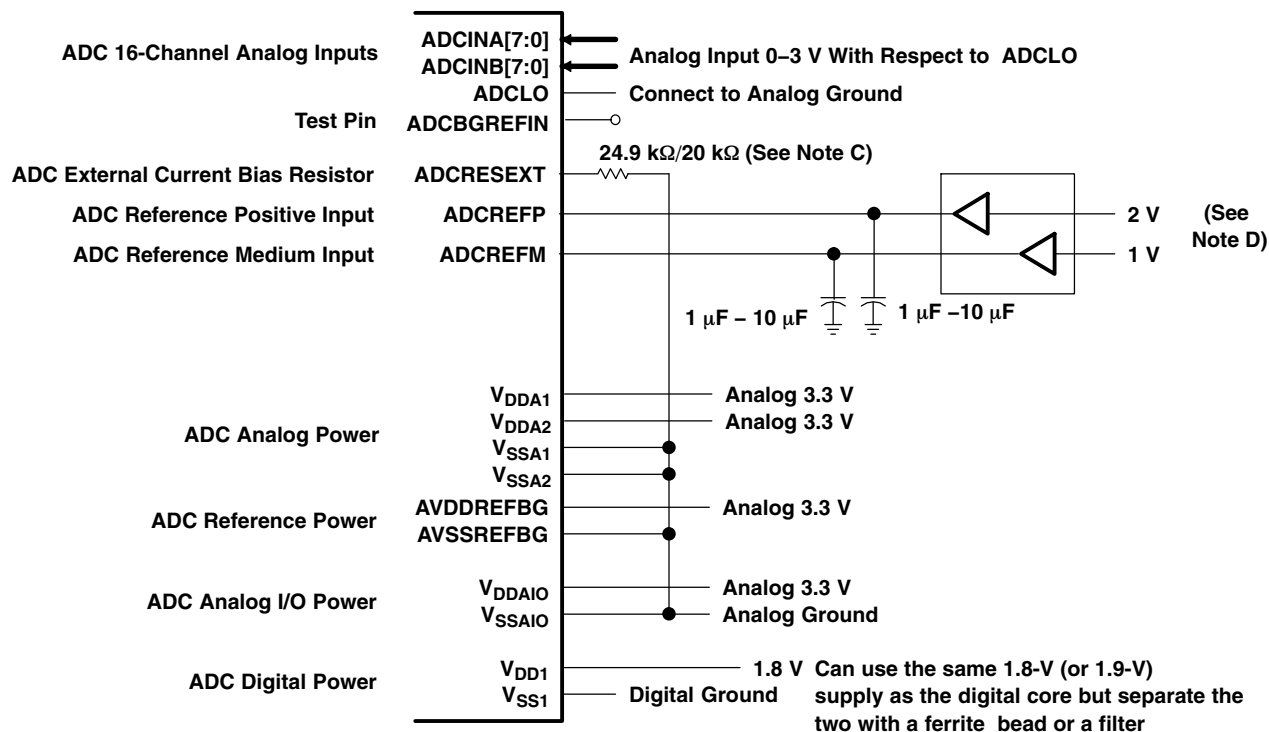 ADC 16-Channel Analog Inputs
ADCINA[7:0]
ADCINB[7:0]
Analog Input 0–3 V With Respect to ADCLO
ADCLO
Connect to Analog Ground
Test Pin
ADCBGREFIN
24.9 kΩ/20 kΩ (See Note C)
ADC External Current Bias Resistor
ADCRESEXT
ADC Reference Positive Input
ADCREFP
2 V
(See
Note D)
ADC Reference Medium Input
ADCREFM
1 V
1 μF – 10 μF
1 μF –10 μF
ADC Analog Power
VDDA1
Analog 3.3 V
VDDA2
Analog 3.3 V
VSSA1
VSSA2
ADC Reference Power
AVDDREFBG
Analog 3.3 V
AVSSREFBG
ADC Analog I/O Power
VDDAIO
Analog 3.3 V
VSSAIO
Analog Ground
ADC Digital Power
VDD1
1.8 V
Can use the same 1.8-V (or 1.9-V)
supply as the digital core but separate the
two with a ferrite bead or a filter
VSS1
Digital Ground